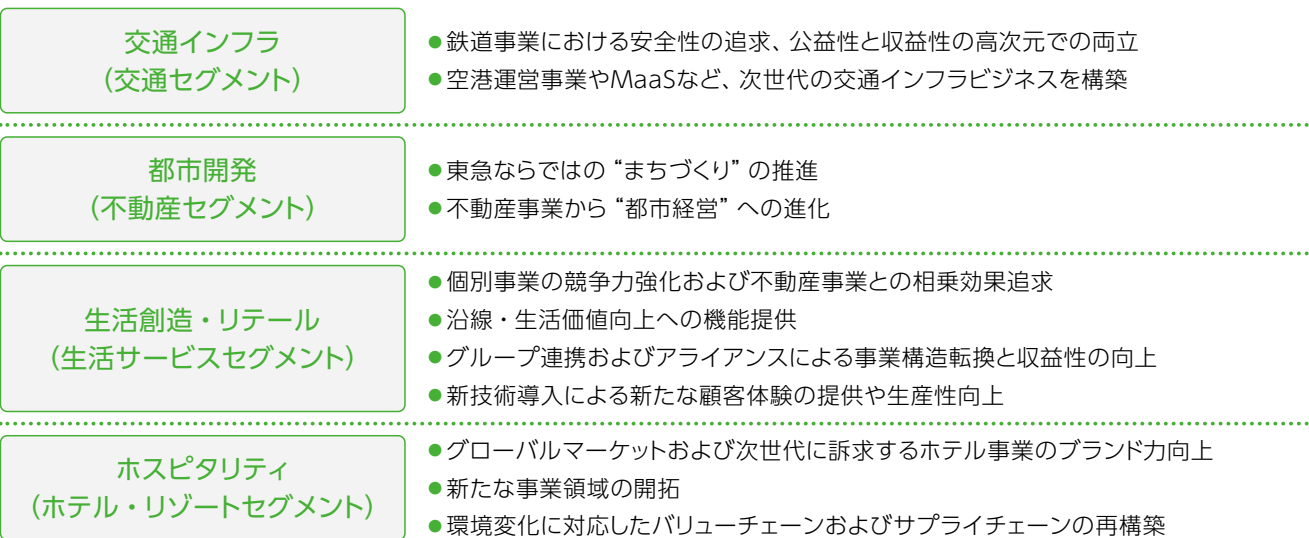 交通インフラ
（交通セグメント）
●鉄道事業における安全性の追求、公益性と収益性の高次元での両立
●空港運営事業やMaaSなど、次世代の交通インフラビジネスを構築
都市開発
（不動産セグメント）
●東急ならではの“まちづくり”の推進
●不動産事業から“都市経営”への進化
生活創造・リテール
（生活サービスセグメント）
●個別事業の競争力強化および不動産事業との相乗効果追求
●沿線・生活価値向上への機能提供
●グループ連携およびアライアンスによる事業構造転換と収益性の向上
●新技術導入による新たな顧客体験の提供や生産性向上
ホスピタリティ
（ホテル・リゾートセグメント）
●グローバルマーケットおよび次世代に訴求するホテル事業のブランド力向上
●新たな事業領域の開拓
●環境変化に対応したバリューチェーンおよびサプライチェーンの再構築